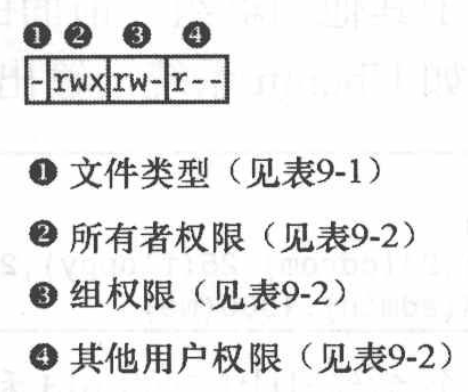 ❶ ❷ ❸ ❹
-rwxrw-r--
❶ 文件类型（见表9-1）
❷ 所有者权限（见表9-2）
❸ 组权限（见表9-2）
❹ 其他用户权限（见表9-2）